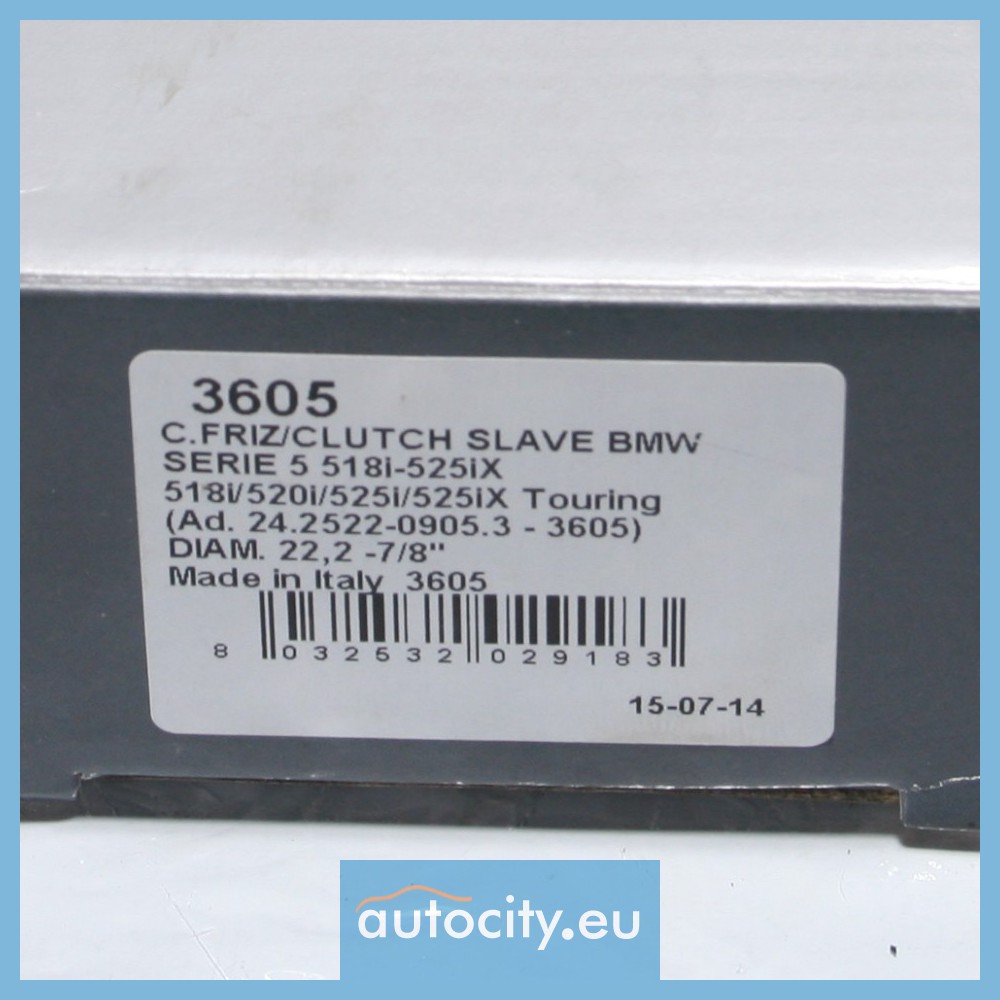 3605
C.FRIZ/CLUTCH SLAVE BMW
SERIE 5 518i-525iX
518i/520i/525i/525iX Touring
(Ad. 24.2522-0905.3 - 3605)
DIAM. 22,2 -7/8"
Made in Italy 3605
8 032532 029183
15-07-14
autocity.eu